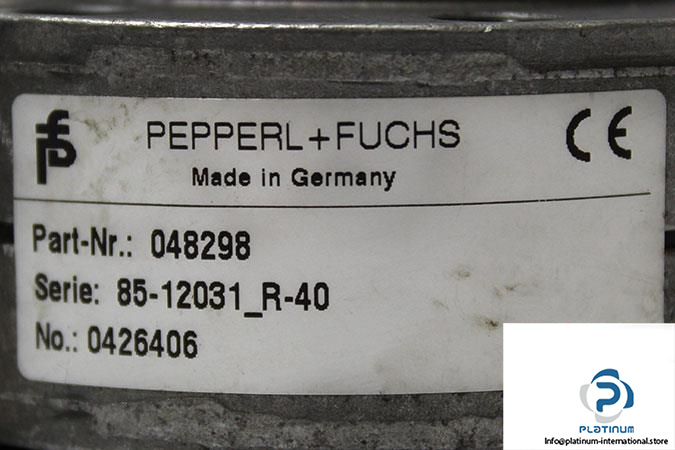 PEPPERL+FUCHS
CE
Made in Germany
Part-Nr.: 048298
Serie: 85-12031_R-40
No.: 0426406
PLATINUM
Info@platinum-international.store